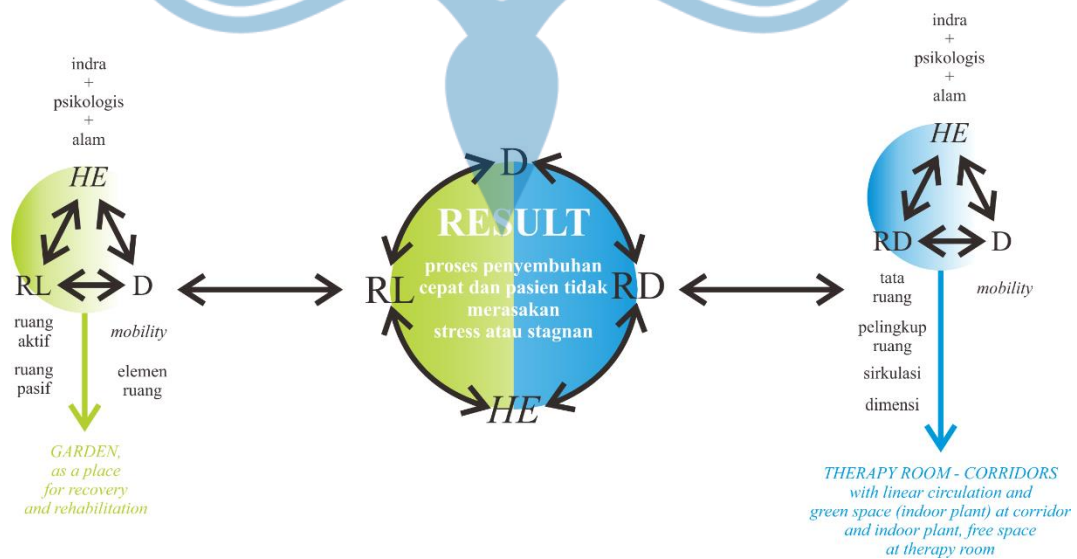 indra
+
psikologis
+
alam
HE
RL
D
ruang
aktif
mobility
ruang
pasif
elemen
ruang
GARDEN,
as a place
for recovery
and rehabilitation
D
RESULT
proses penyembuhan
cepat dan pasien tidak
merasakan
stress atau stagnan
RL
RD
HE
indra
+
psikologis
+
alam
HE
RD
D
tata
ruang
mobility
pelingkup
ruang
sirkulasi
dimensi
THERAPY ROOM - CORRIDORS
with linear circulation and
green space (indoor plant) at corridor
and indoor plant, free space
at therapy room